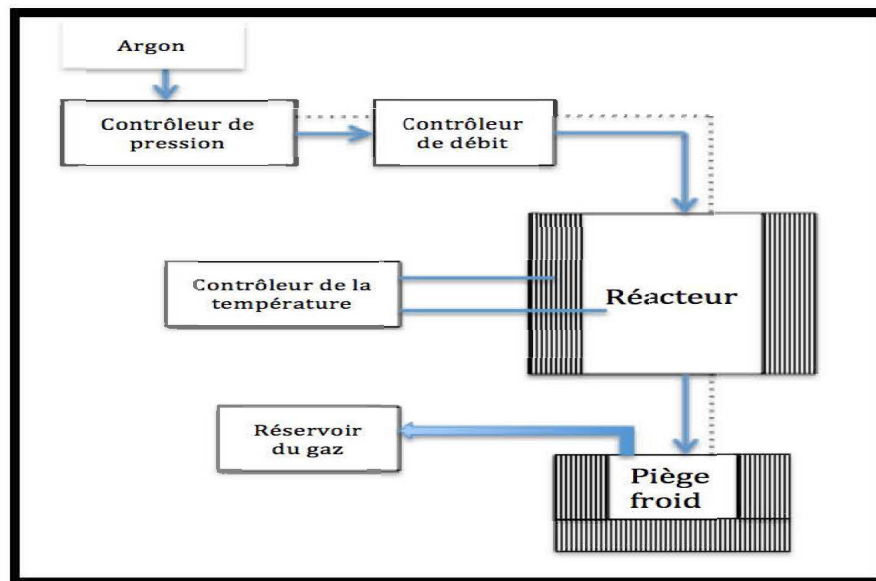 Argon
Contrôleur de
pression
Contrôleur
de débit
Contrôleur de la
température
Réacteur
Réservoir
du gaz
Piège
froid